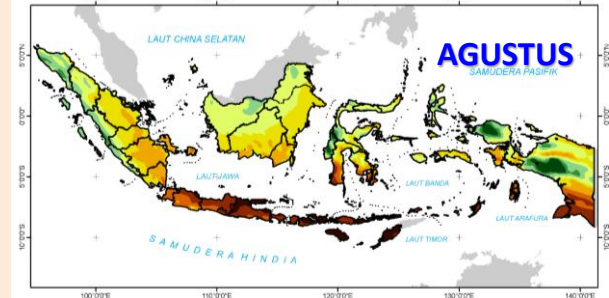 AGUSTUS
LAUT CHINA SELATAN
SAMUDERA PASIFIK
5°0'0"
5°0'0"
0°0'0"
0°0'0"
LAUT JAWA
LAUT BANDA
5°0'0"
5°0'0"
LAUT ARAFURA
LAUT TIMOR
SAMUDERA HINDIA
10°0'0"
10°0'0"
100°0'0"E
110°0'0"E
120°0'0"E
130°0'0"E
140°0'0"E